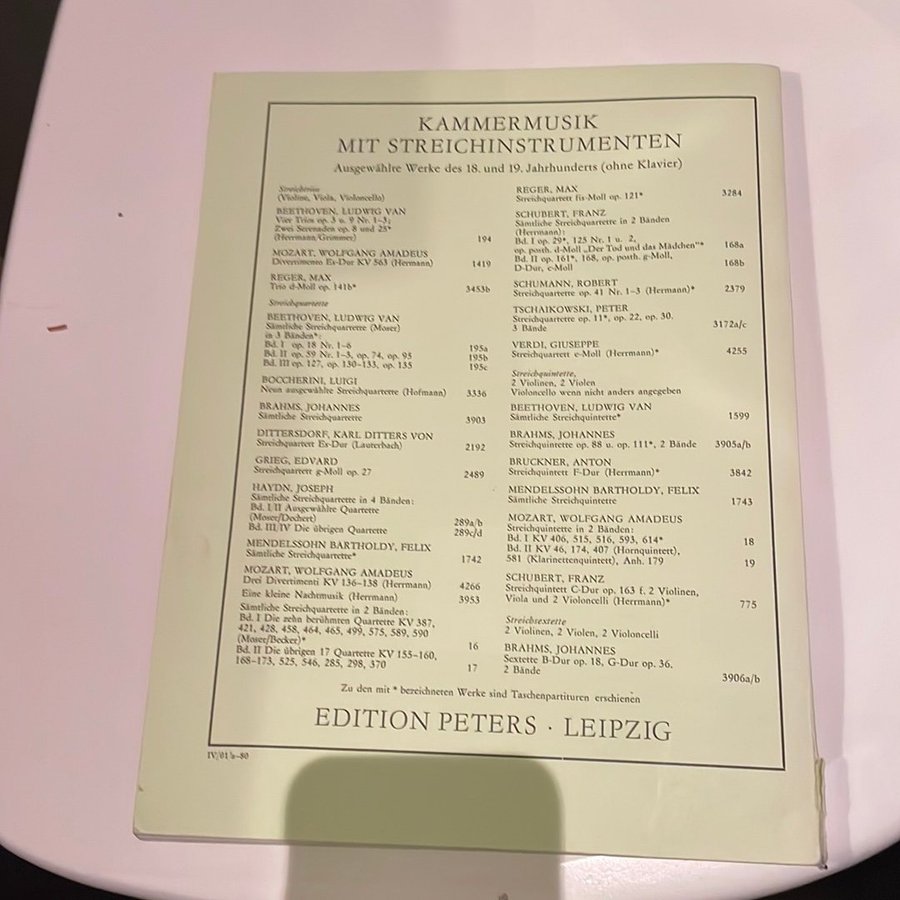 KAMMERMUSIK
MIT STREICHINSTRUMENTEN
Ausgewählte Werke des 18. und 19. Jahrhunderts (ohne Klavier)
Streichtrios
(Violine, Viola, Violoncello)
BEETHOVEN, LUDWIG VAN
Vier Trios op. 3 u. 9 Nr. 1–3;
Zwei Serenaden op. 8 und 25*
(Herrmann/Grümmer) 194
MOZART, WOLFGANG AMADEUS
Divertimento Es-Dur KV 563 (Hermann) 1419
REGER, MAX
Trio d-Moll op. 141b* 3453b
Streichquartette
BEETHOVEN, LUDWIG VAN
Sämtliche Streichquartette (Moser)
in 3 Bänden*:
Bd. I op. 18 Nr. 1–6 195a
Bd. II op. 59 Nr. 1–3, op. 74, op. 95 195b
Bd. III op. 127, op. 130–133, op. 135 195c
BOCCHERINI, LUIGI
Neun ausgewählte Streichquartette (Hofmann) 3336
BRAHMS, JOHANNES
Sämtliche Streichquartette 3903
DITTERSDORF, KARL DITTERS VON
Streichquartett Es-Dur (Lauterbach) 2192
GRIEG, EDVARD
Streichquartett g-Moll op. 27 2489
HAYDN, JOSEPH
Sämtliche Streichquartette in 4 Bänden:
Bd. I/II Ausgewählte Quartette
(Moser/Dechert) 289a/b
Bd. III/IV Die übrigen Quartette 289c/d
MENDELSSOHN BARTHOLDY, FELIX
Sämtliche Streichquartette* 1742
MOZART, WOLFGANG AMADEUS
Drei Divertimenti KV 136–138 (Herrmann) 4266
Eine kleine Nachtmusik (Herrmann) 3953
Sämtliche Streichquartette in 2 Bänden:
Bd. I Die zehn berühmten Quartette KV 387,
421, 428, 458, 464, 465, 499, 575, 589, 590
(Moser/Becker)* 16
Bd. II Die übrigen 17 Quartette KV 155–160,
168–173, 525, 546, 285, 298, 370 17
REGER, MAX
Streichquartett fis-Moll op. 121* 3284
SCHUBERT, FRANZ
Sämtliche Streichquartette in 2 Bänden
(Herrmann):
Bd. I op. 29*, 125 Nr. 1 u. 2,
op. posth. d-Moll „Der Tod und das Mädchen“* 168a
Bd. II op. 161*, 168, op. posth. g-Moll,
D-Dur, c-Moll 168b
SCHUMANN, ROBERT
Streichquartette op. 41 Nr. 1–3 (Hermann)* 2379
TSCHAIKOWSKI, PETER
Streichquartette op. 11*, op. 22, op. 30.
3 Bände 3172a/c
VERDI, GIUSEPPE
Streichquartett e-Moll (Herrmann)* 4255
Streichquintette,
2 Violinen, 2 Violen
Violoncello wenn nicht anders angegeben
BEETHOVEN, LUDWIG VAN
Sämtliche Streichquintette* 1599
BRAHMS, JOHANNES
Streichquintette op. 88 u. op. 111*, 2 Bände 3905a/b
BRUCKNER, ANTON
Streichquintett F-Dur (Herrmann)* 3842
MENDELSSOHN BARTHOLDY, FELIX
Sämtliche Streichquintette 1743
MOZART, WOLFGANG AMADEUS
Streichquintette in 2 Bänden:
Bd. I KV 406, 515, 516, 593, 614* 18
Bd. II KV 46, 174, 407 (Hornquintett),
581 (Klarinettenquintett), Anh. 179 19
SCHUBERT, FRANZ
Streichquintett C-Dur op. 163 f. 2 Violinen,
Viola und 2 Violoncelli (Herrmann)* 775
Streichsextette
2 Violinen, 2 Violen, 2 Violoncelli
BRAHMS, JOHANNES
Sextette B-Dur op. 18, G-Dur op. 36.
2 Bände 3906a/b
Zu den mit * bezeichneten Werke sind Taschenpartituren erschienen
EDITION PETERS · LEIPZIG